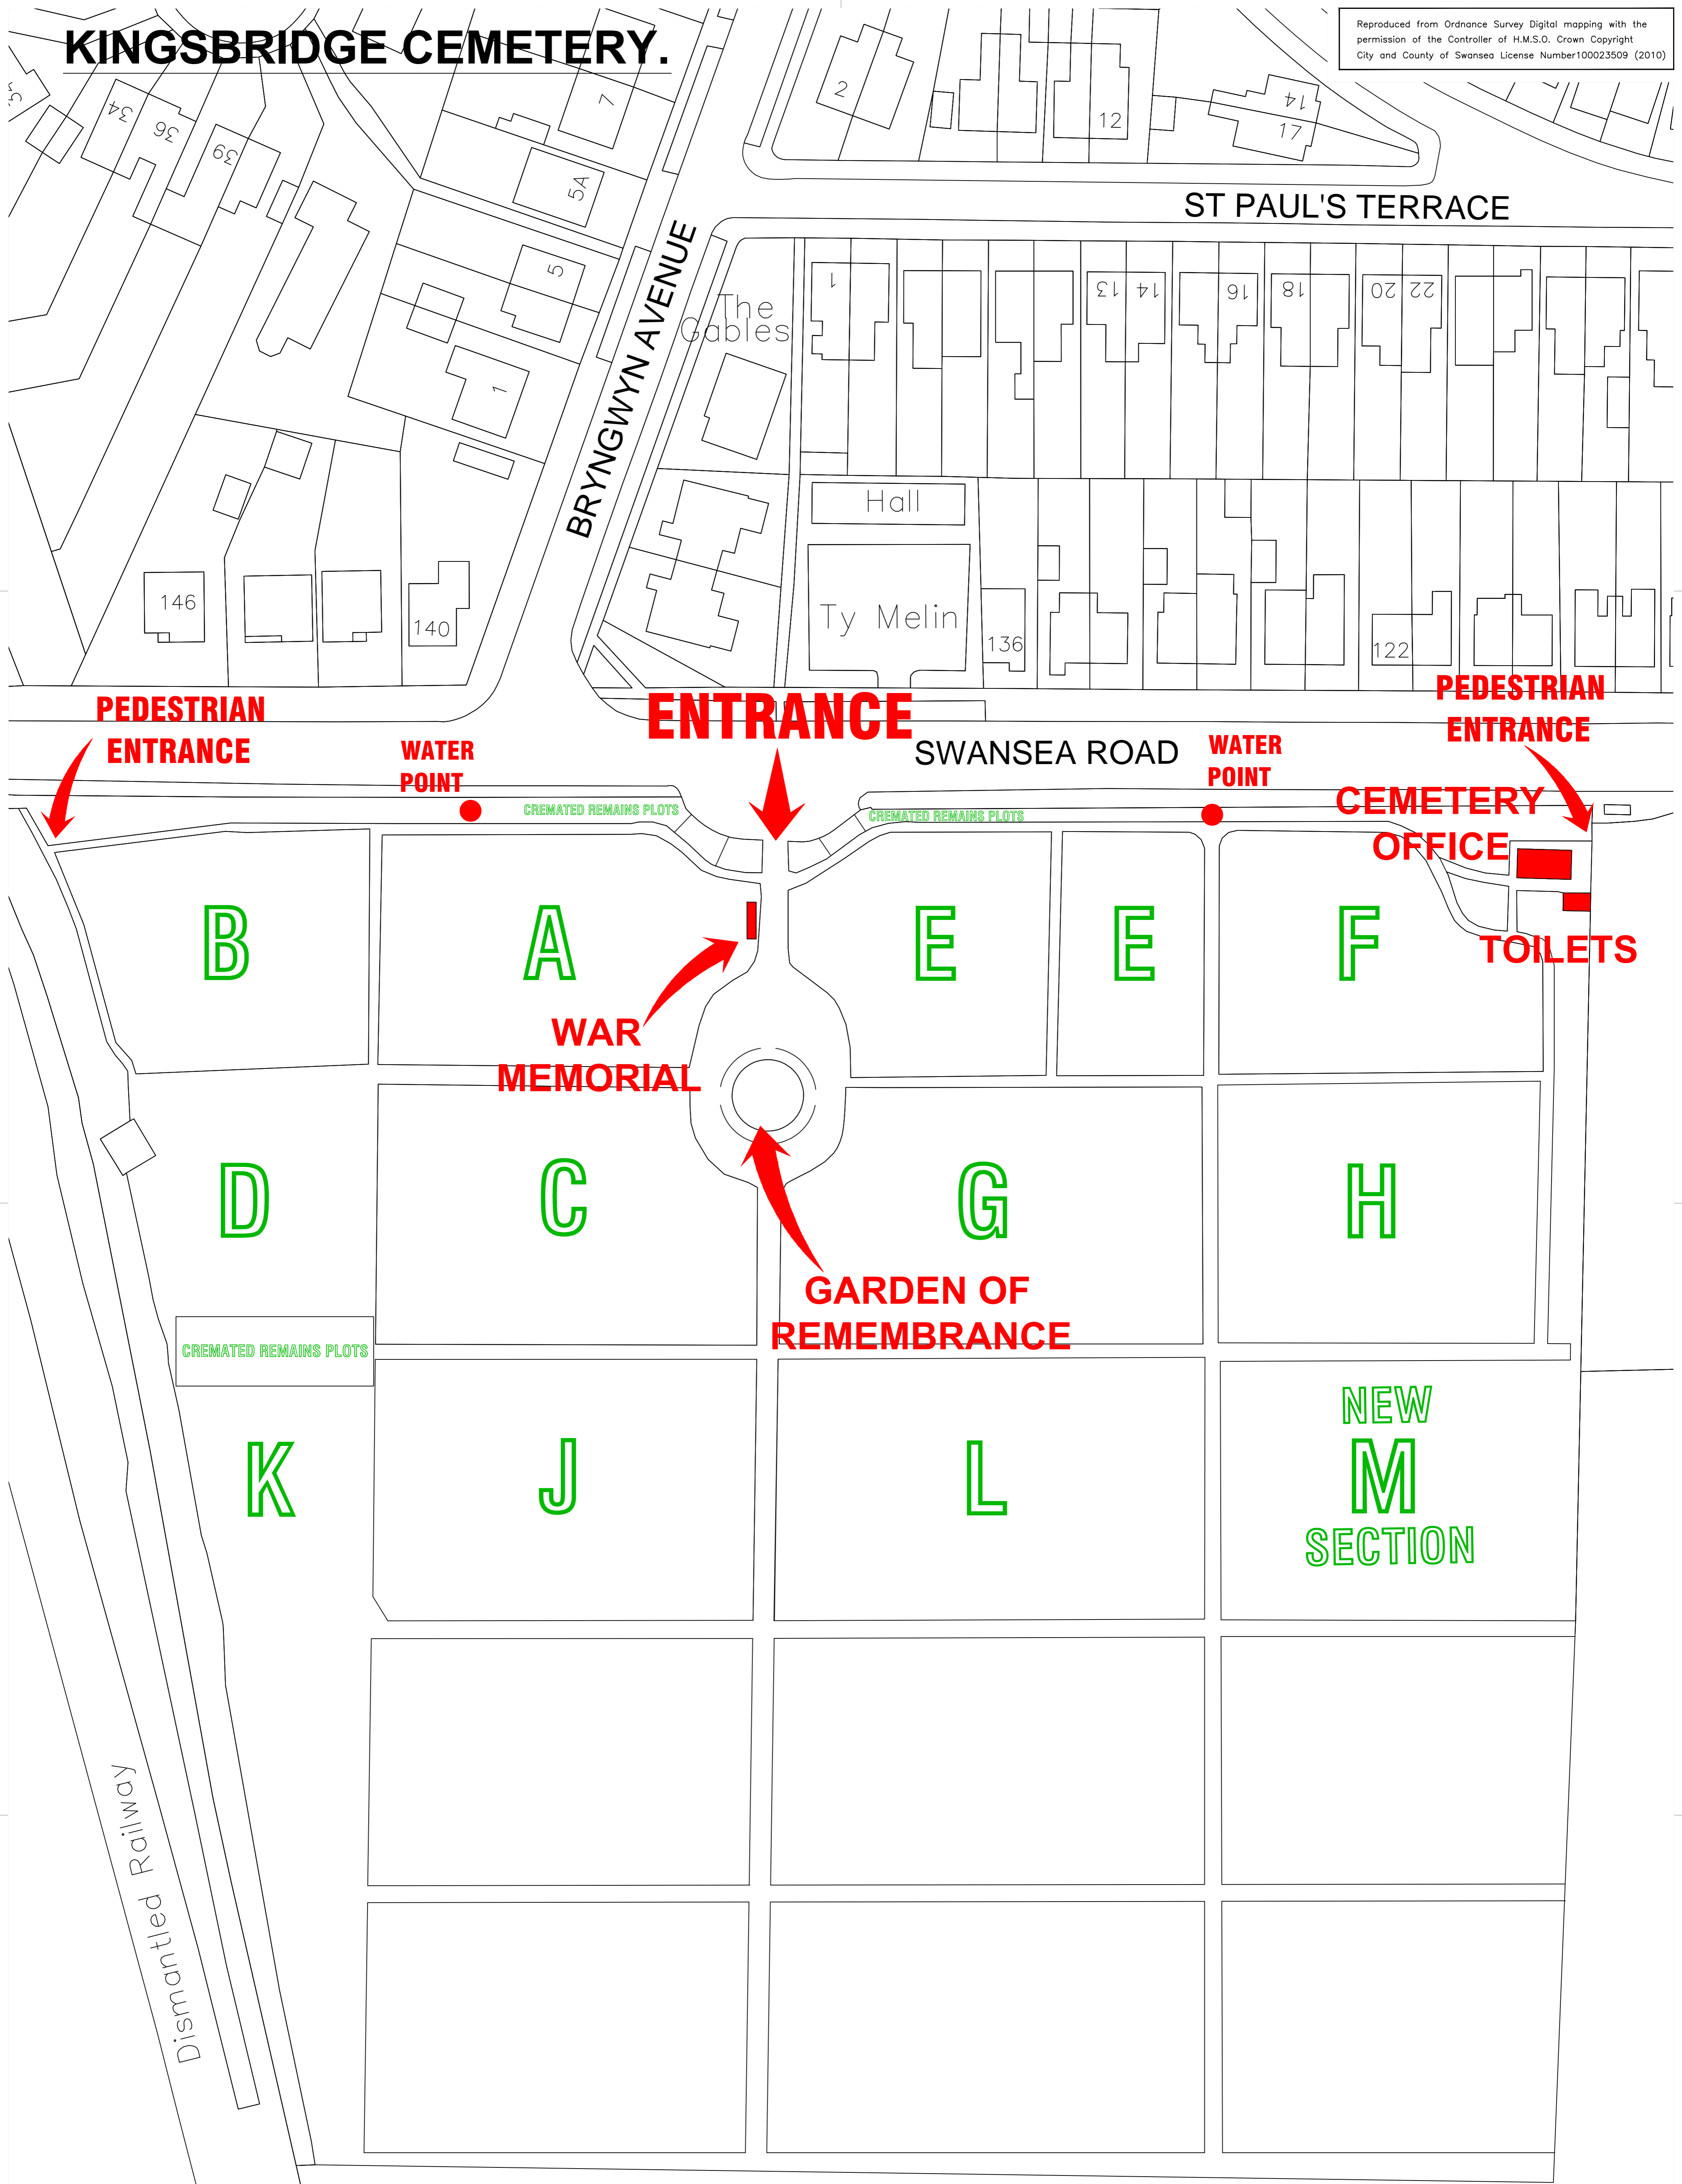 KINGSBRIDGE CEMETERY.
Reproduced from Ordnance Survey Digital mapping with the
permission of the Controller of H.M.S.O. Crown Copyright
City and County of Swansea License Number100023509 (2010)
34
36
39
7
5A
5
1
2
12
14
17
ST PAUL'S TERRACE
BRYNGWYN AVENUE
The
Gables
1
13
14
16
18
20
22
Hall
Ty Melin
146
140
136
122
PEDESTRIAN
ENTRANCE
WATER
POINT
ENTRANCE
SWANSEA ROAD
WATER
POINT
PEDESTRIAN
ENTRANCE
CREMATED REMAINS PLOTS
CREMATED REMAINS PLOTS
CEMETERY
OFFICE
B
A
E
E
F
TOILETS
WAR
MEMORIAL
D
C
G
H
GARDEN OF
REMEMBRANCE
CREMATED REMAINS PLOTS
K
J
L
NEW
M
SECTION
Dismantled Railway